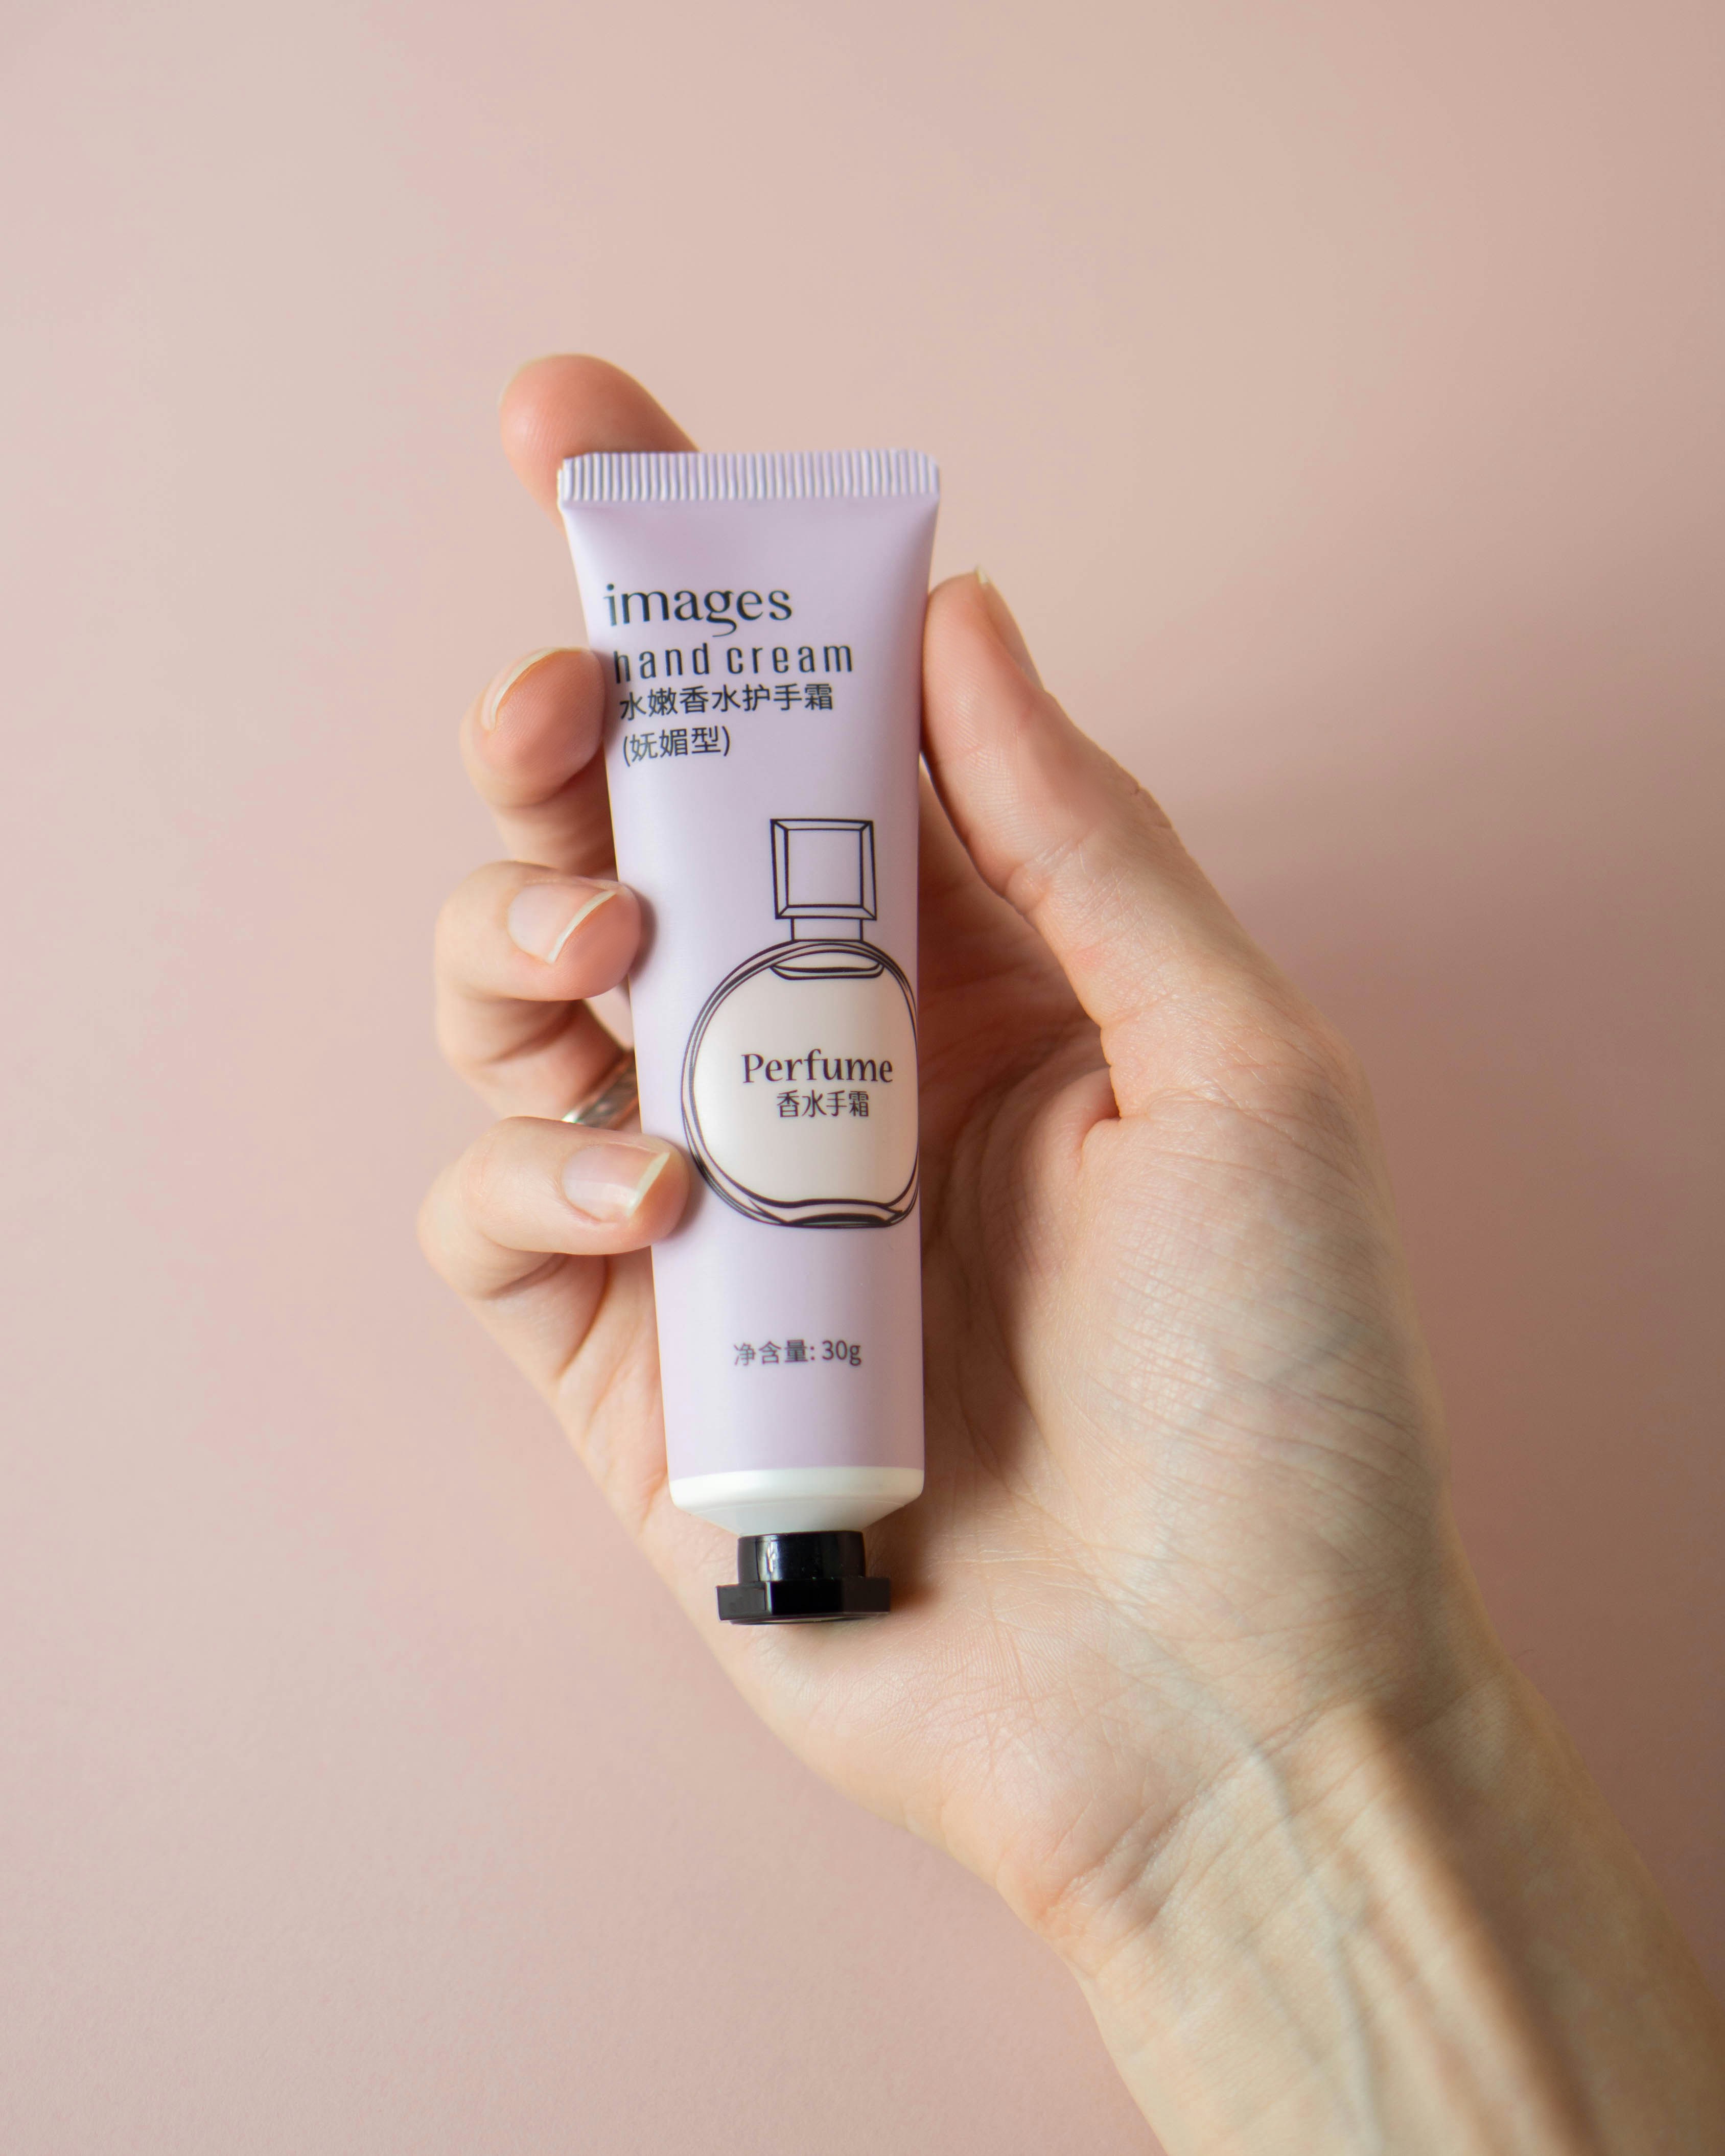 images
hand cream
水嫩香水护手霜
(妩媚型)
Perfume
香水手霜
净含量: 30g